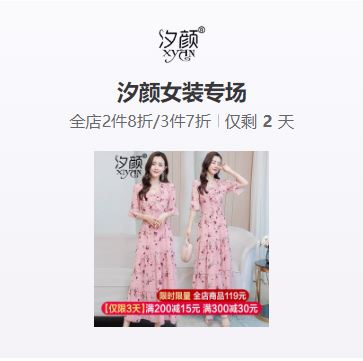 汐颜®
XIYAN
汐颜女装专场
全店2件8折/3件7折 | 仅剩 2 天
汐颜®
XIYAN
限时限量 全店商品119元
【仅限3天】满200减15元 满300减30元